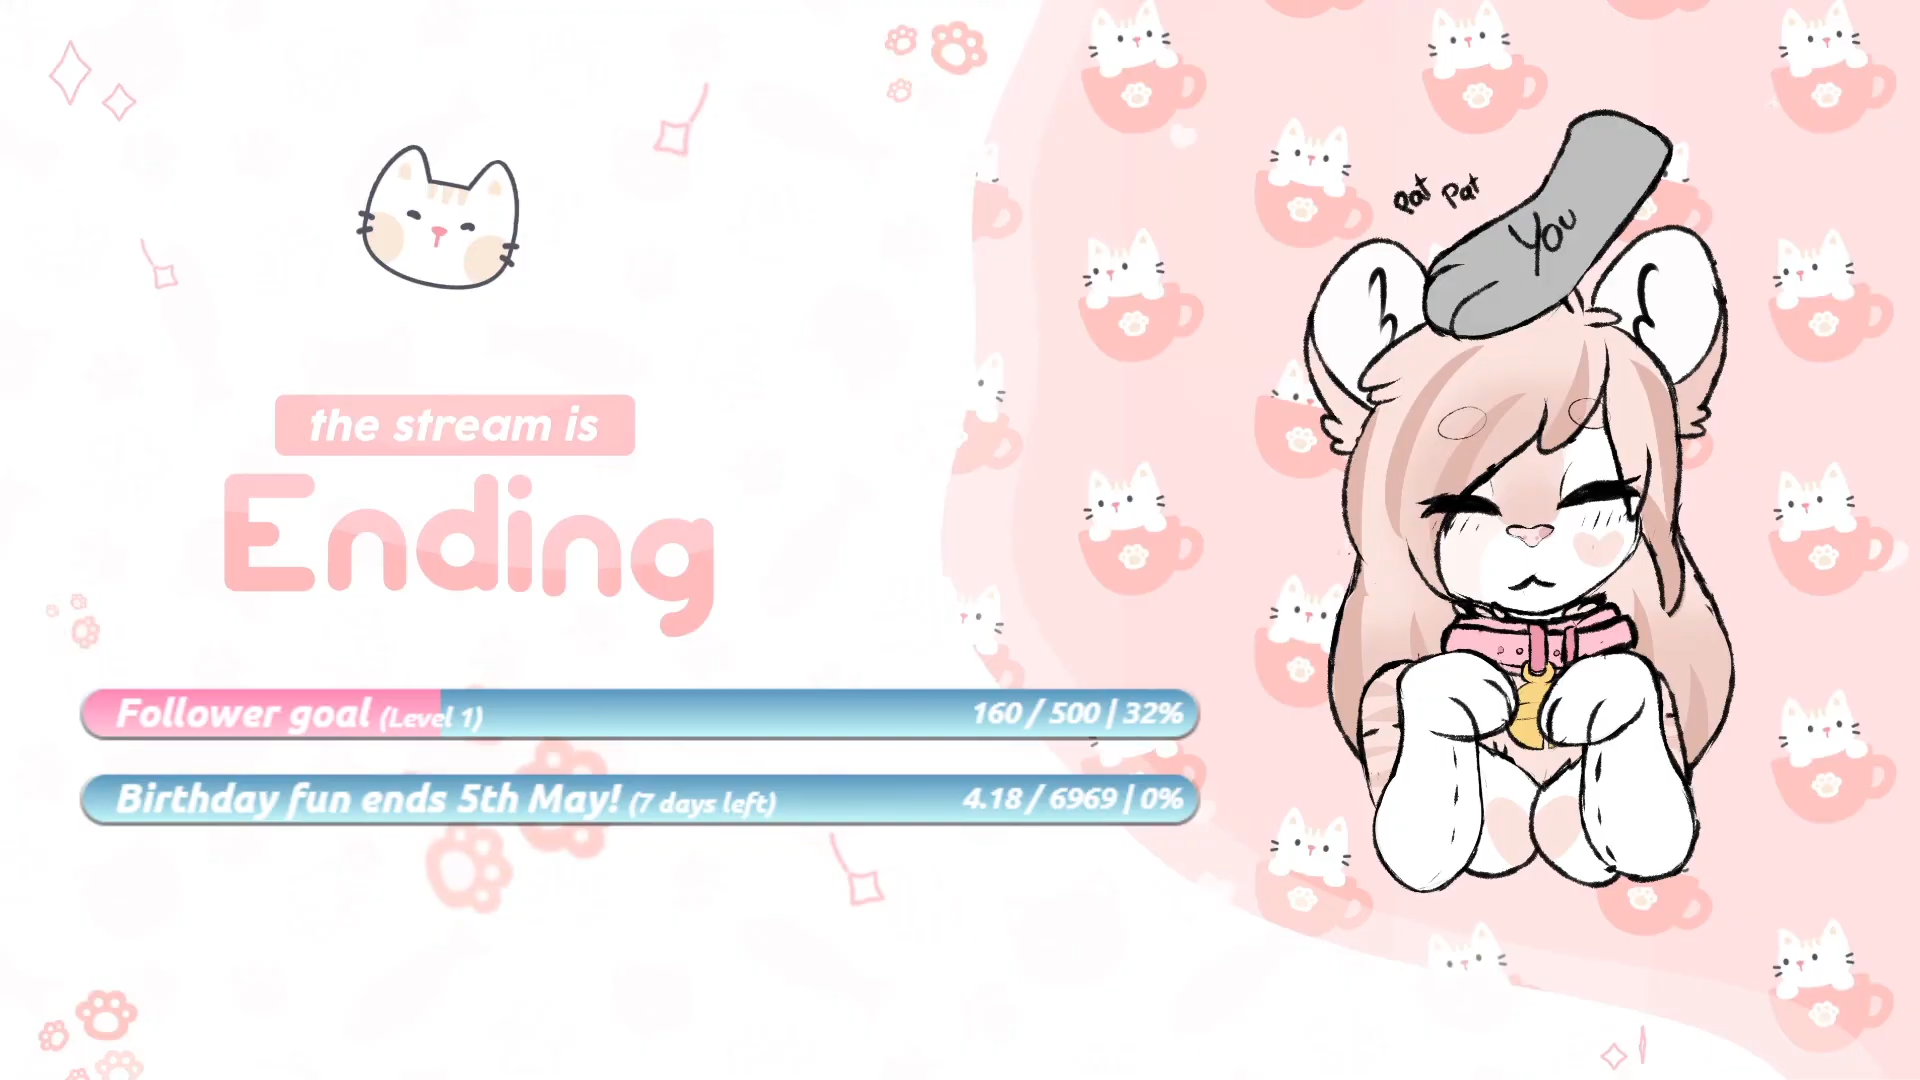 pat pat
You
the stream is
Ending
Follower goal (Level 1) 160 / 500 | 32%
Birthday fun ends 5th May! (7 days left) 4.18 / 6969 | 0%